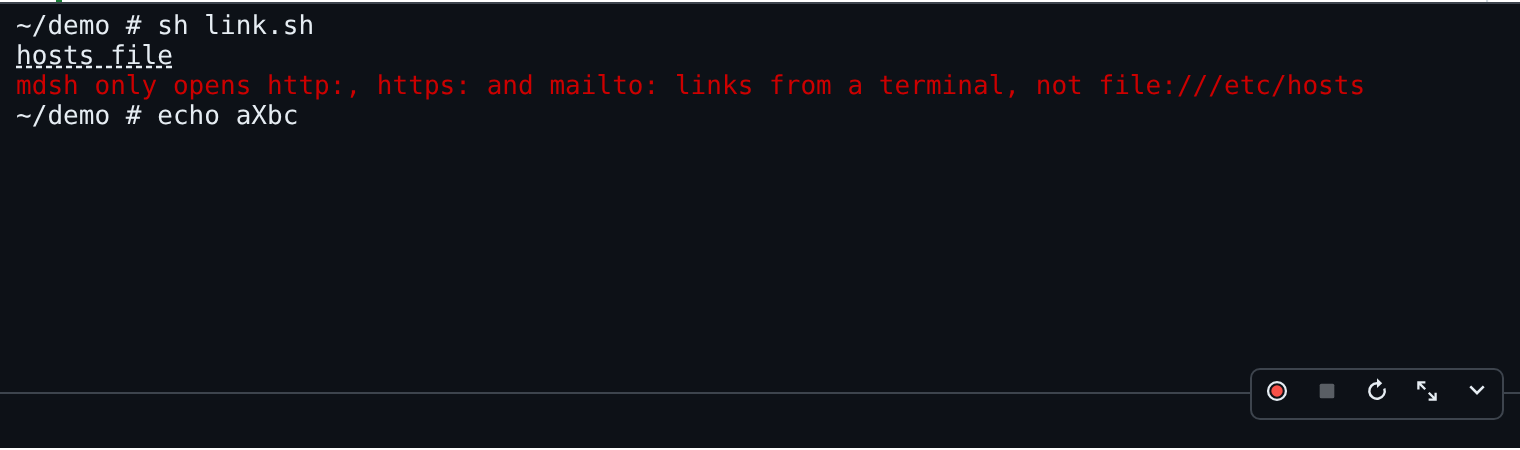 ~/demo # sh link.sh
hosts file
mdsh only opens http:, https: and mailto: links from a terminal, not file:///etc/hosts
~/demo # echo aXbc